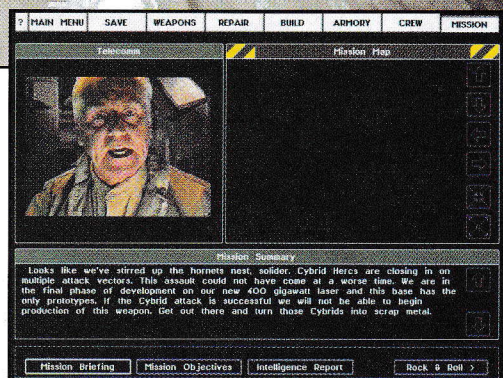 ? MAIN MENU SAVE WEAPONS REPAIR BUILD ARMORY CREW MISSION
Telecomm Mission Map
Mission Summary
Looks like we've stirred up the hornets nest, solider. Cybrid Hercs are closing in on
multiple attack vectors. This assault could not have come at a worse time. We are in
the final phase of development on our new 400 gigawatt laser and this base has the
only prototypes. If the Cybrid attack is successful we will not be able to begin
production of this weapon. Get out there and turn those Cybrids into scrap metal.
Mission Briefing Mission Objectives Intelligence Report Rock & Roll >